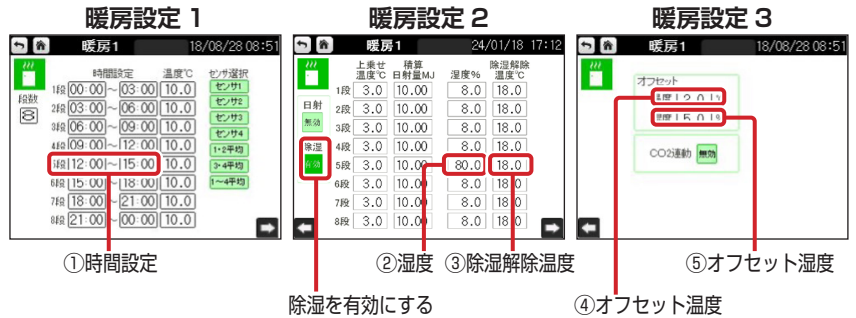 暖房設定 1
暖房1 18/08/28 08:51
時間設定 温度℃ センサ選択
段数
8
1段 00:00 ~ 03:00 10.0 センサ1
2段 03:00 ~ 06:00 10.0 センサ2
3段 06:00 ~ 09:00 10.0 センサ3
4段 09:00 ~ 12:00 10.0 センサ4
5段 12:00 ~ 15:00 10.0 1・2平均
6段 15:00 ~ 18:00 10.0 3・4平均
7段 18:00 ~ 21:00 10.0 1~4平均
8段 21:00 ~ 00:00 10.0
①時間設定
暖房設定 2
暖房1 24/01/18 17:12
上乗せ温度℃ 積算日射量MJ 湿度% 除湿解除温度℃
日射
無効
除湿
有効
1段 3.0 10.00 8.0 18.0
2段 3.0 10.00 8.0 18.0
3段 3.0 10.00 8.0 18.0
4段 3.0 10.00 8.0 18.0
5段 3.0 10.00 80.0 18.0
6段 3.0 10.00 8.0 18.0
7段 3.0 10.00 8.0 18.0
8段 3.0 10.00 8.0 18.0
②湿度 ③除湿解除温度
除湿を有効にする
暖房設定 3
暖房1 18/08/28 08:51
オフセット
CO2連動 無効
⑤オフセット湿度
④オフセット温度